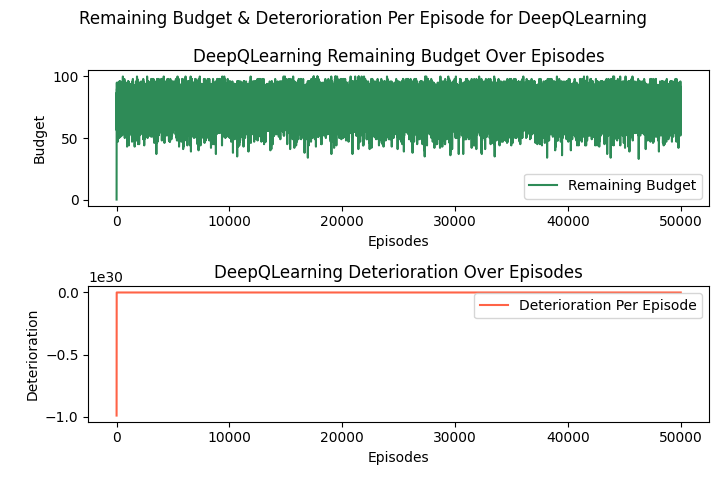 Remaining Budget & Deterorioration Per Episode for DeepQLearning
DeepQLearning Remaining Budget Over Episodes
100
50
0
Budget
Remaining Budget
0 10000 20000 30000 40000 50000
Episodes
1e30
DeepQLearning Deterioration Over Episodes
0.0
−0.5
−1.0
Deterioration
Deterioration Per Episode
0 10000 20000 30000 40000 50000
Episodes